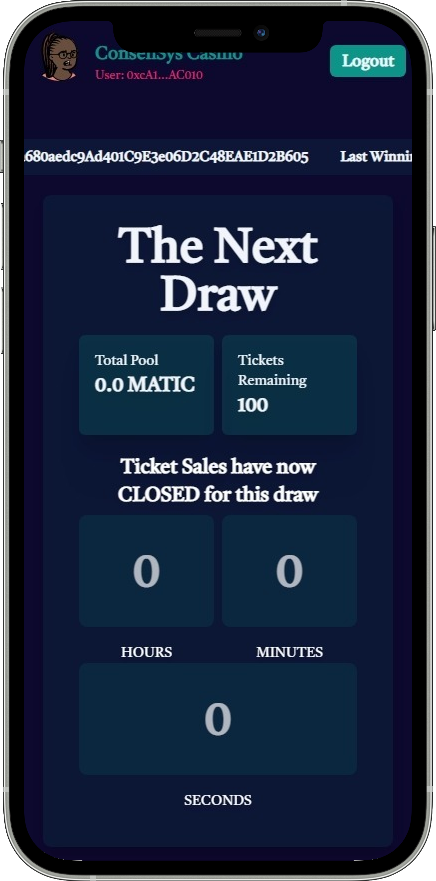 ConsenSys Casino
User: 0xcA1...AC010
Logout
680aedc9Ad401C9E3e06D2C48EAE1D2B605 Last Winni
The Next
Draw
Total Pool
0.0 MATIC
Tickets
Remaining
100
Ticket Sales have now
CLOSED for this draw
0 0
HOURS MINUTES
0
SECONDS